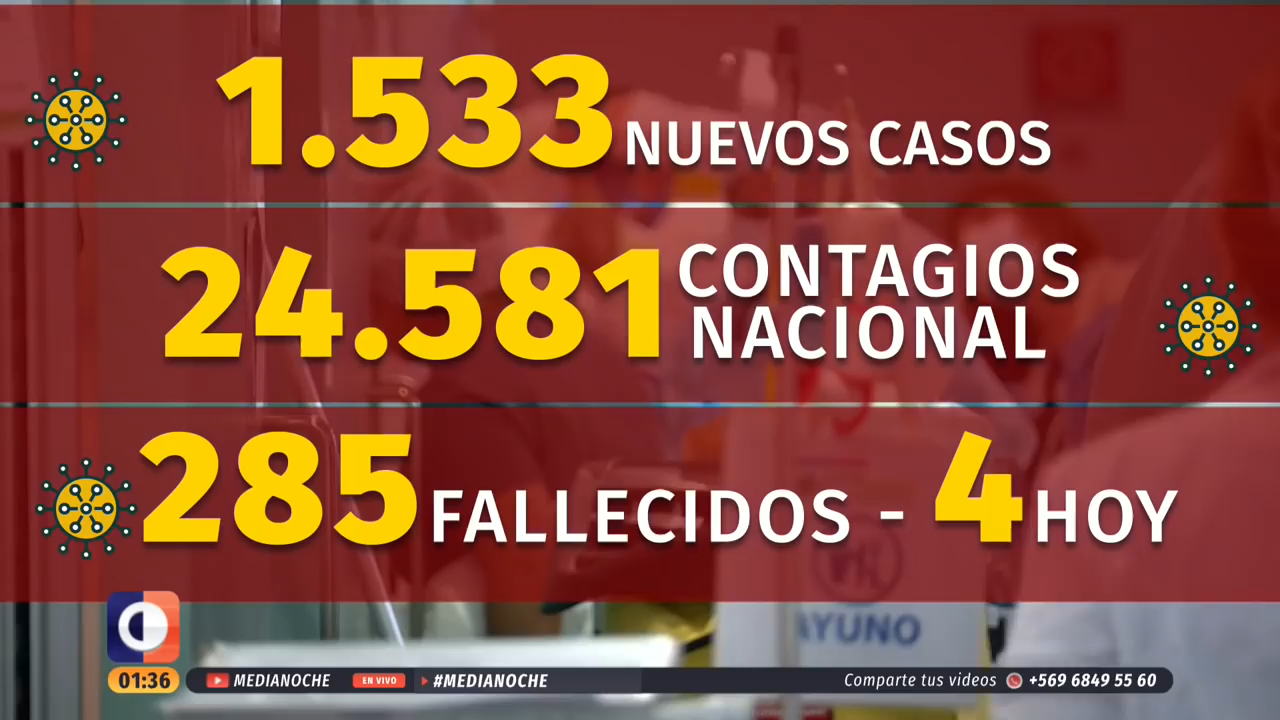 1.533 NUEVOS CASOS
24.581 CONTAGIOS
NACIONAL
285 FALLECIDOS - 4 HOY
AYUNO
01:36 MEDIANOCHE EN VIVO #MEDIANOCHE Comparte tus videos +569 6849 55 60